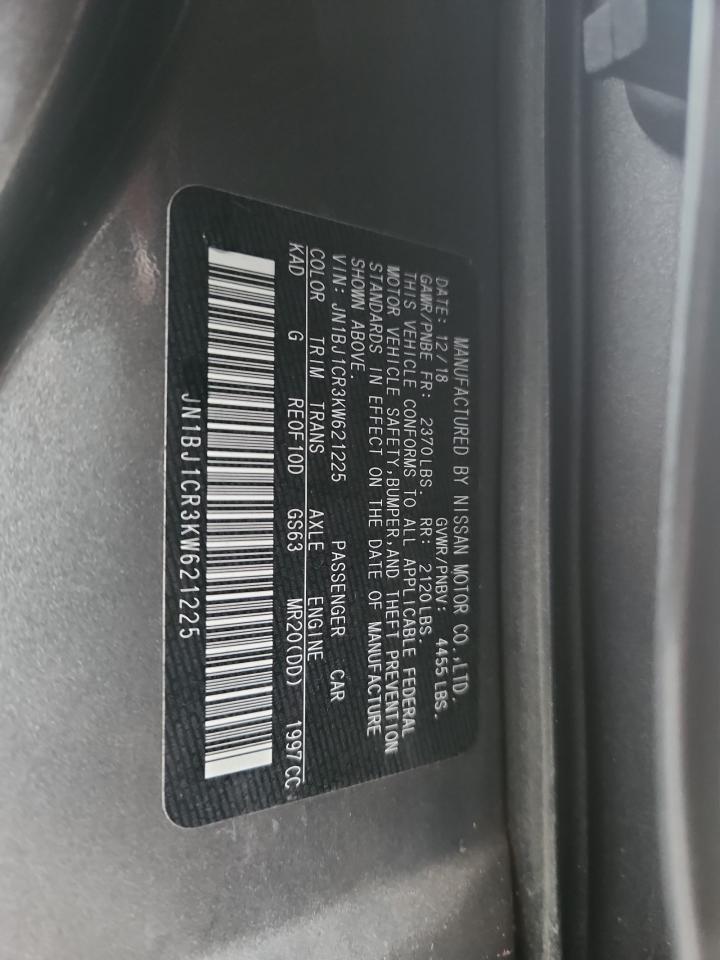 MANUFACTURED BY NISSAN MOTOR CO.,LTD.
DATE: 12/18 GVWR/PNBV: 4455LBS.
GAWR/PNBE FR: 2370LBS. RR: 2120LBS.
THIS VEHICLE CONFORMS TO ALL APPLICABLE FEDERAL
MOTOR VEHICLE SAFETY,BUMPER,AND THEFT PREVENTION
STANDARDS IN EFFECT ON THE DATE OF MANUFACTURE
SHOWN ABOVE.
VIN: JN1BJ1CR3KW621225 PASSENGER CAR
COLOR TRIM TRANS AXLE ENGINE
KAD G RE0F10D GS63 MR20(DD) 1997CC
JN1BJ1CR3KW621225